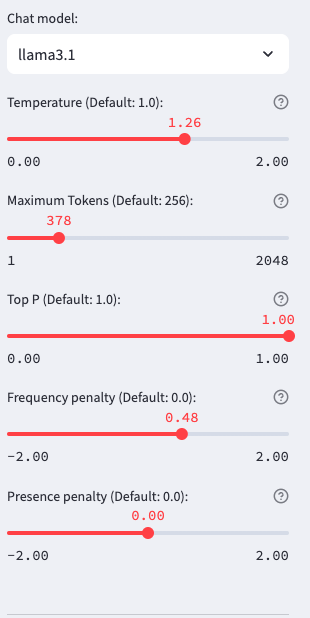 Chat model:
llama3.1
Temperature (Default: 1.0):
1.26
0.00 2.00
Maximum Tokens (Default: 256):
378
1 2048
Top P (Default: 1.0):
1.00
0.00 1.00
Frequency penalty (Default: 0.0):
0.48
-2.00 2.00
Presence penalty (Default: 0.0):
0.00
-2.00 2.00